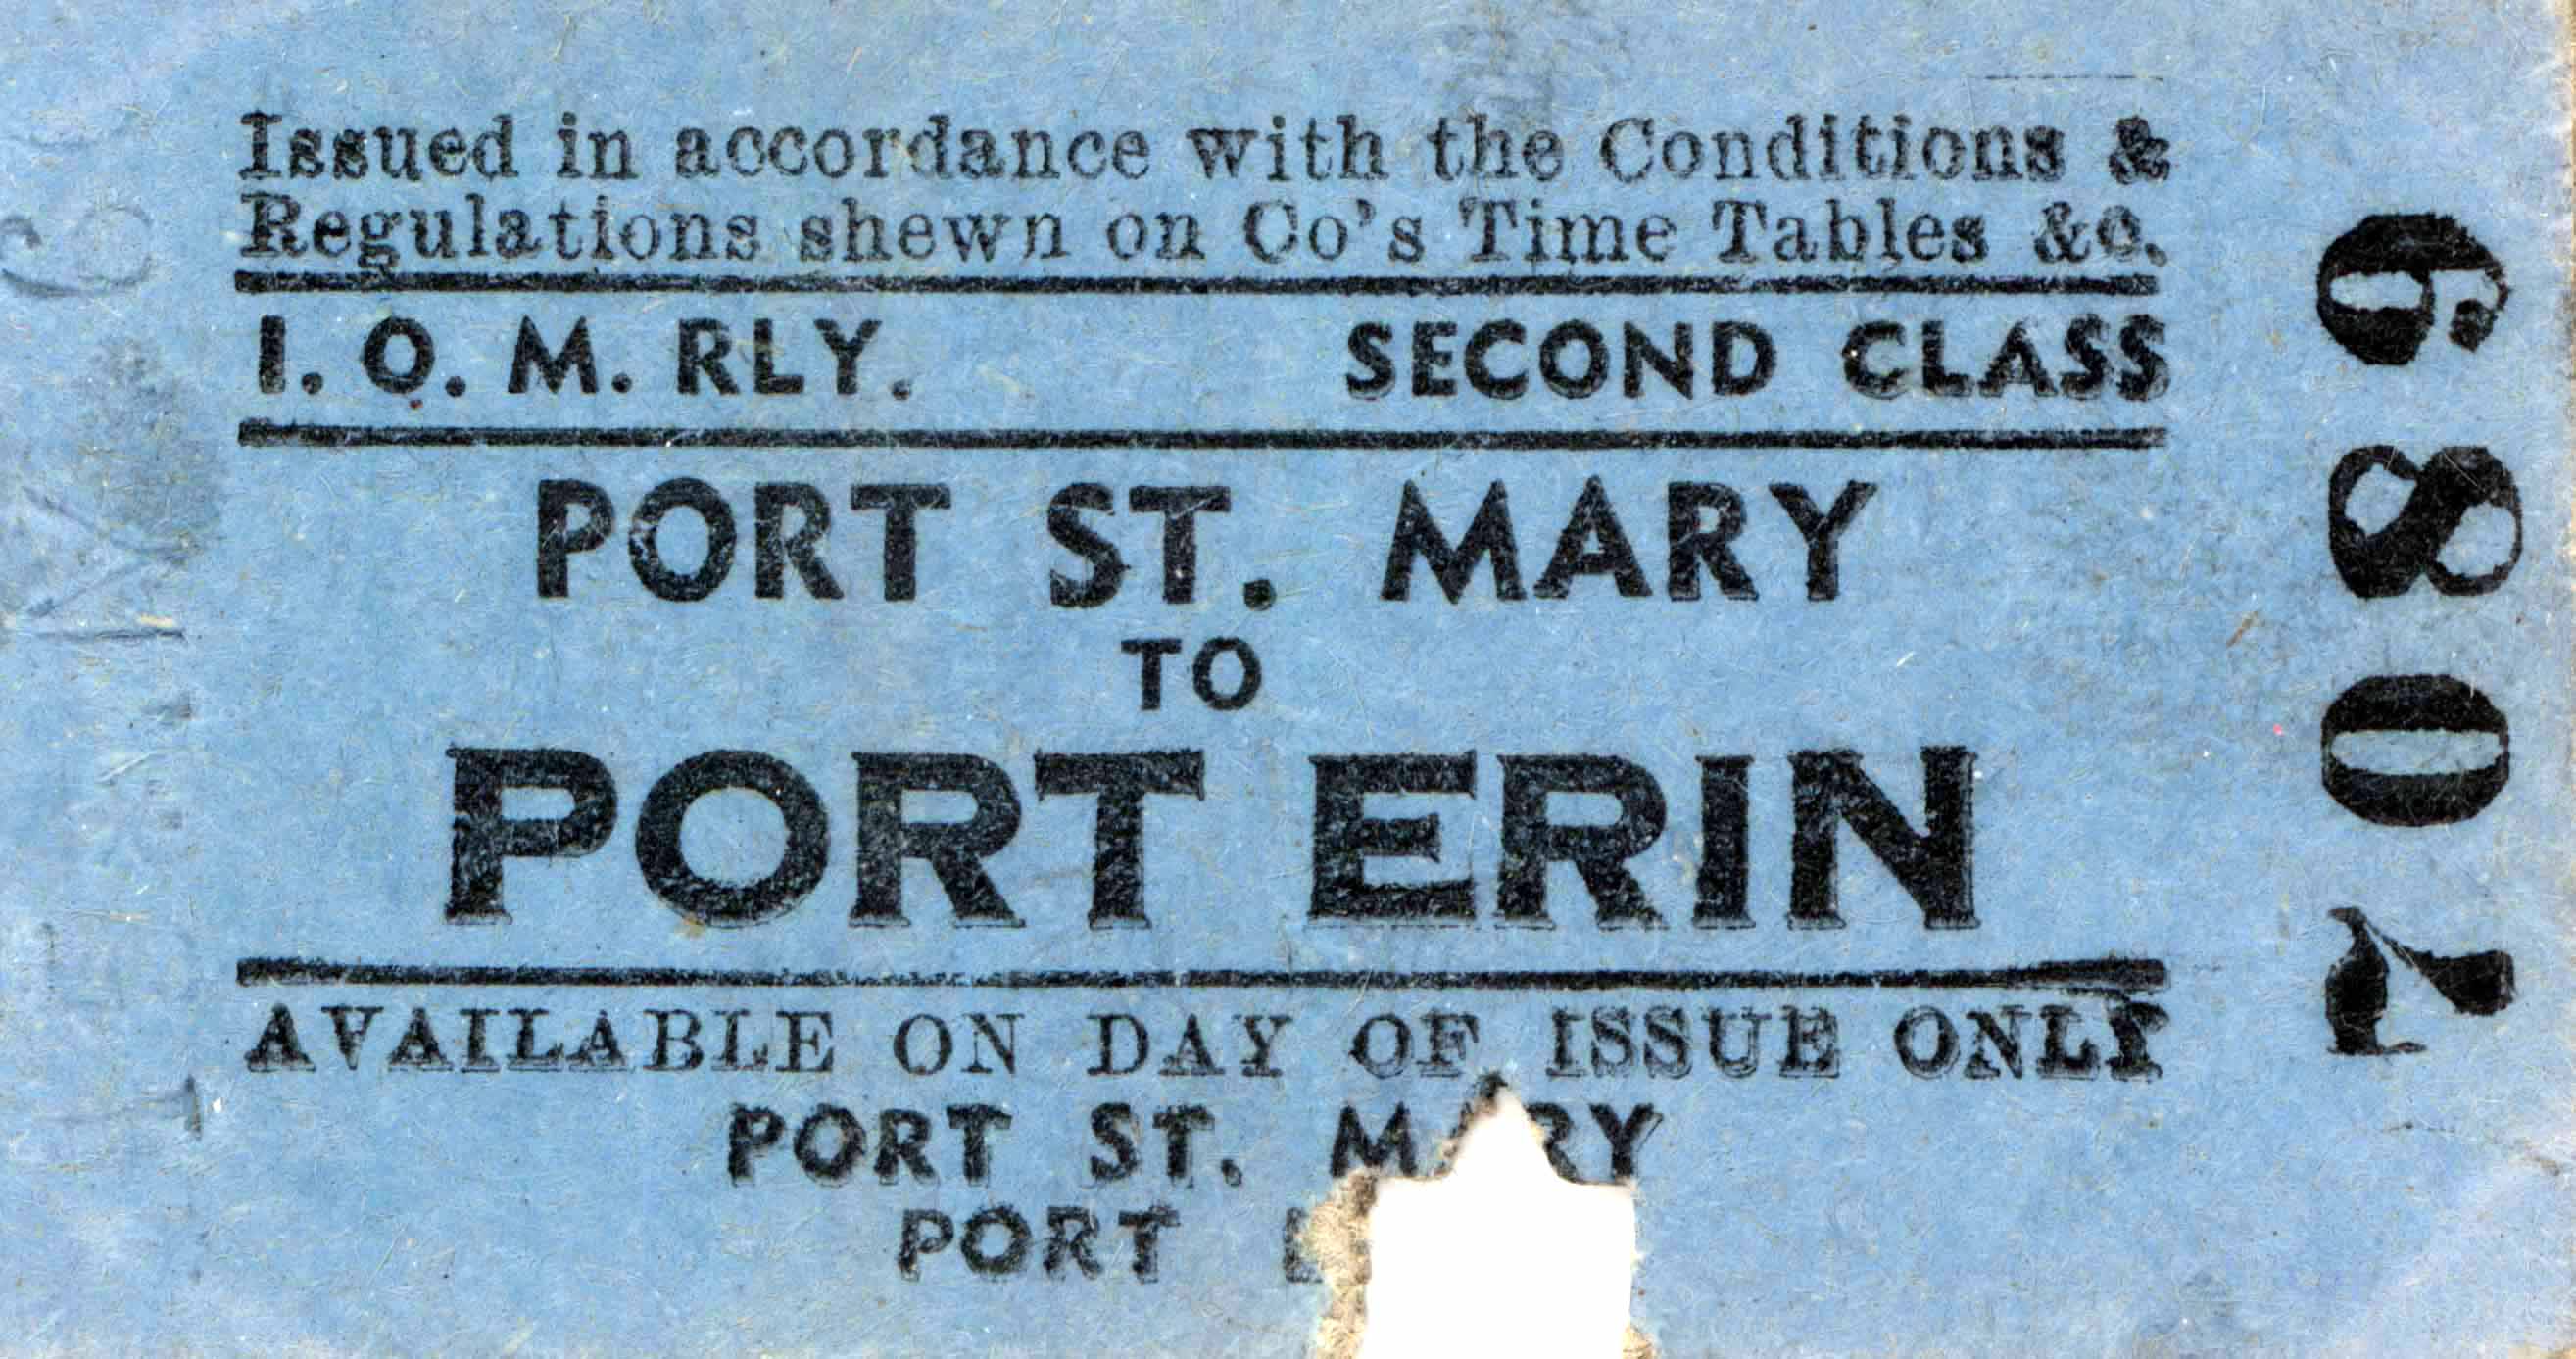 Issued in accordance with the Conditions &
Regulations shewn on Co's Time Tables &c.
I. O. M. RLY. SECOND CLASS
PORT ST. MARY
TO
PORT ERIN
AVAILABLE ON DAY OF ISSUE ONLY
PORT ST. MARY
PORT
7089